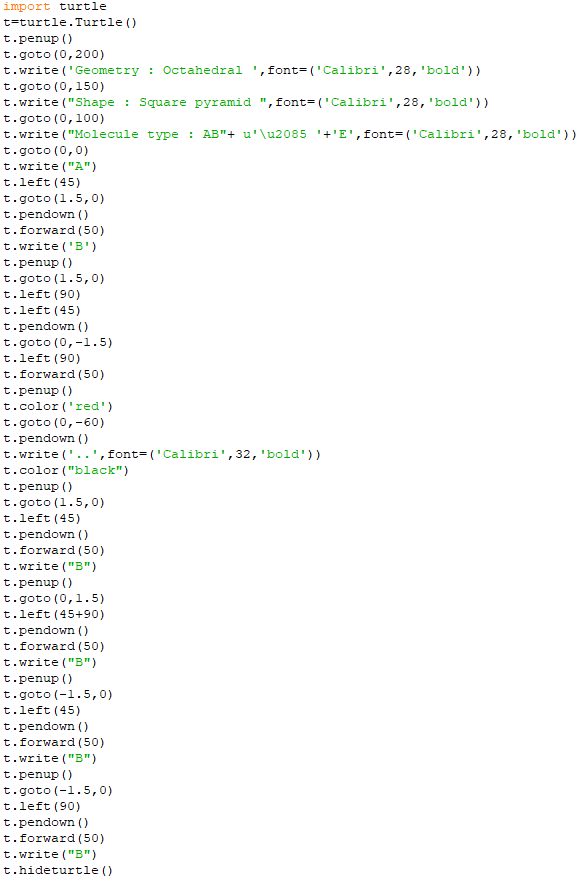 import turtle
t=turtle.Turtle()
t.penup()
t.goto(0,200)
t.write('Geometry : Octahedral ',font=('Calibri',28,'bold'))
t.goto(0,150)
t.write("Shape : Square pyramid ",font=('Calibri',28,'bold'))
t.goto(0,100)
t.write("Molecule type : AB"+ u'\u2085 '+'E',font=('Calibri',28,'bold'))
t.goto(0,0)
t.write("A")
t.left(45)
t.goto(1.5,0)
t.pendown()
t.forward(50)
t.write('B')
t.penup()
t.goto(1.5,0)
t.left(90)
t.left(45)
t.pendown()
t.goto(0,-1.5)
t.left(90)
t.forward(50)
t.penup()
t.color('red')
t.goto(0,-60)
t.pendown()
t.write('..',font=('Calibri',32,'bold'))
t.color("black")
t.penup()
t.goto(1.5,0)
t.left(45)
t.pendown()
t.forward(50)
t.write("B")
t.penup()
t.goto(0,1.5)
t.left(45+90)
t.pendown()
t.forward(50)
t.write("B")
t.penup()
t.goto(-1.5,0)
t.left(45)
t.pendown()
t.forward(50)
t.write("B")
t.penup()
t.goto(-1.5,0)
t.left(90)
t.pendown()
t.forward(50)
t.write("B")
t.hideturtle()